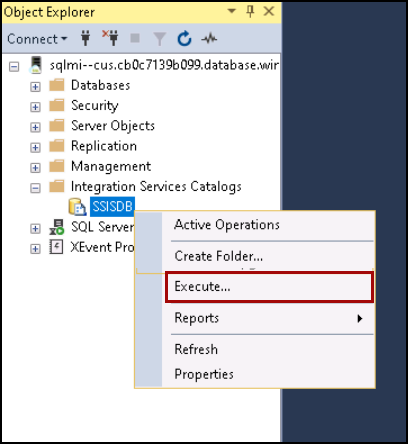 Object Explorer
Connect
sqlmi--cus.cb0c7139b099.database.wir
Databases
Security
Server Objects
Replication
Management
Integration Services Catalogs
SSISDB
SQL Server
XEvent Pro
Active Operations
Create Folder...
Execute...
Reports
Refresh
Properties